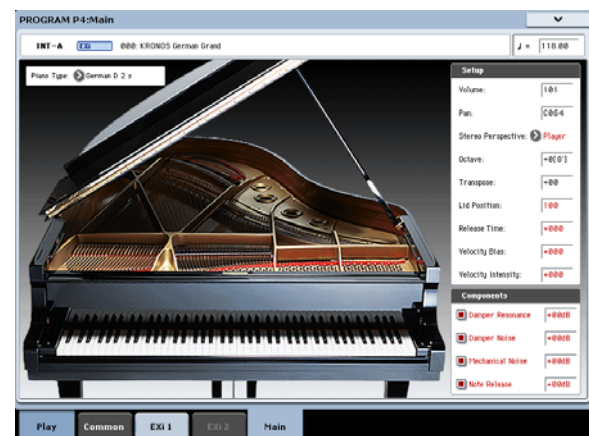 PROGRAM P4:Main
INT-A EXi 000: KRONOS German Grand ♩ = 118.00
Piano Type: German D 2 s
Setup
Volume: 101
Pan: C064
Stereo Perspective: Player
Octave: +0[8']
Transpose: +00
Lid Position: 100
Release Time: +000
Velocity Bias: +000
Velocity Intensity: +000
Components
Damper Resonance +00dB
Damper Noise +00dB
Mechanical Noise +00dB
Note Release +00dB
Play Common EXi 1 EXi 2 Main